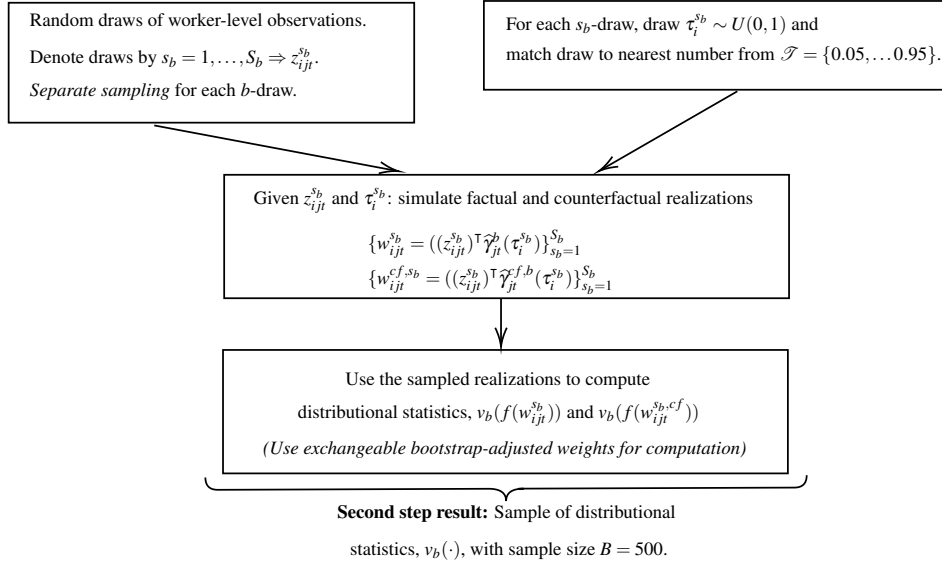 Random draws of worker-level observations.
Denote draws by $s_b = 1,\ldots,S_b \Rightarrow z_{ijt}^{s_b}$.
Separate sampling for each b-draw.
For each $s_b$-draw, draw $\tau_i^{s_b} \sim U(0,1)$ and
match draw to nearest number from $\mathscr{T} = \{0.05,\ldots 0.95\}$.
Given $z_{ijt}^{s_b}$ and $\tau_i^{s_b}$: simulate factual and counterfactual realizations
$\{w_{ijt}^{s_b} = ((z_{ijt}^{s_b})^\intercal \widehat{\gamma}_{jt}^{b}(\tau_i^{s_b})\}_{s_b=1}^{S_b}$
$\{w_{ijt}^{cf,s_b} = ((z_{ijt}^{s_b})^\intercal \widehat{\gamma}_{jt}^{cf,b}(\tau_i^{s_b})\}_{s_b=1}^{S_b}$
Use the sampled realizations to compute
distributional statistics, $v_b(f(w_{ijt}^{s_b}))$ and $v_b(f(w_{ijt}^{s_b,cf}))$
(Use exchangeable bootstrap-adjusted weights for computation)
Second step result: Sample of distributional
statistics, $v_b(\cdot)$, with sample size $B = 500$.